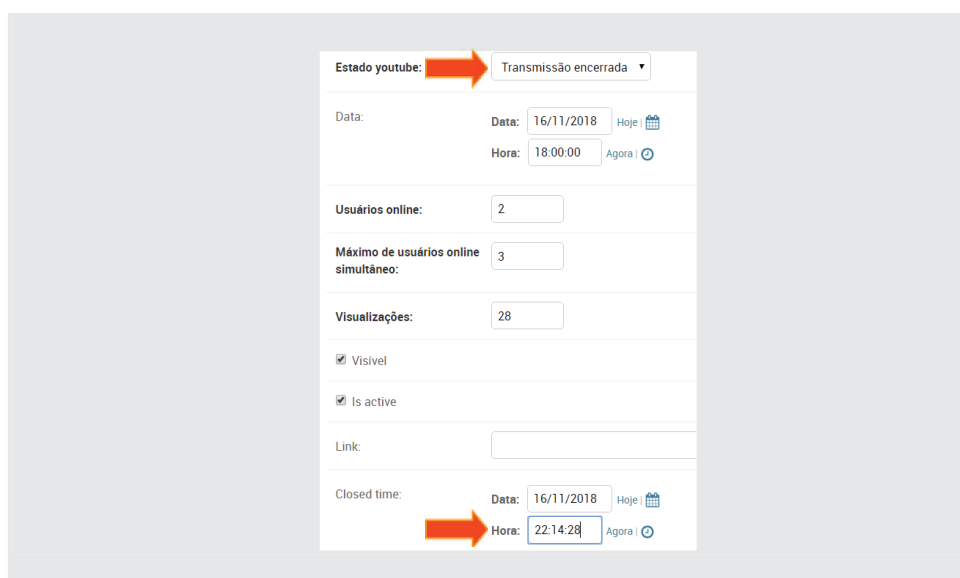 Estado youtube: Transmissão encerrada
Data: Data: 16/11/2018 Hoje |
Hora: 18:00:00 Agora |
Usuários online: 2
Máximo de usuários online
simultâneo: 3
Visualizações: 28
Visível
Is active
Link:
Closed time: Data: 16/11/2018 Hoje |
Hora: 22:14:28 Agora |